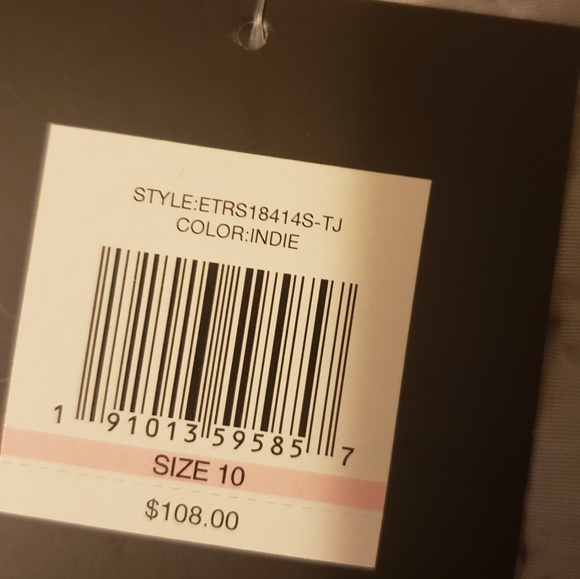 STYLE:ETRS18414S-TJ
COLOR:INDIE
1 91013 59585 7
SIZE 10
$108.00